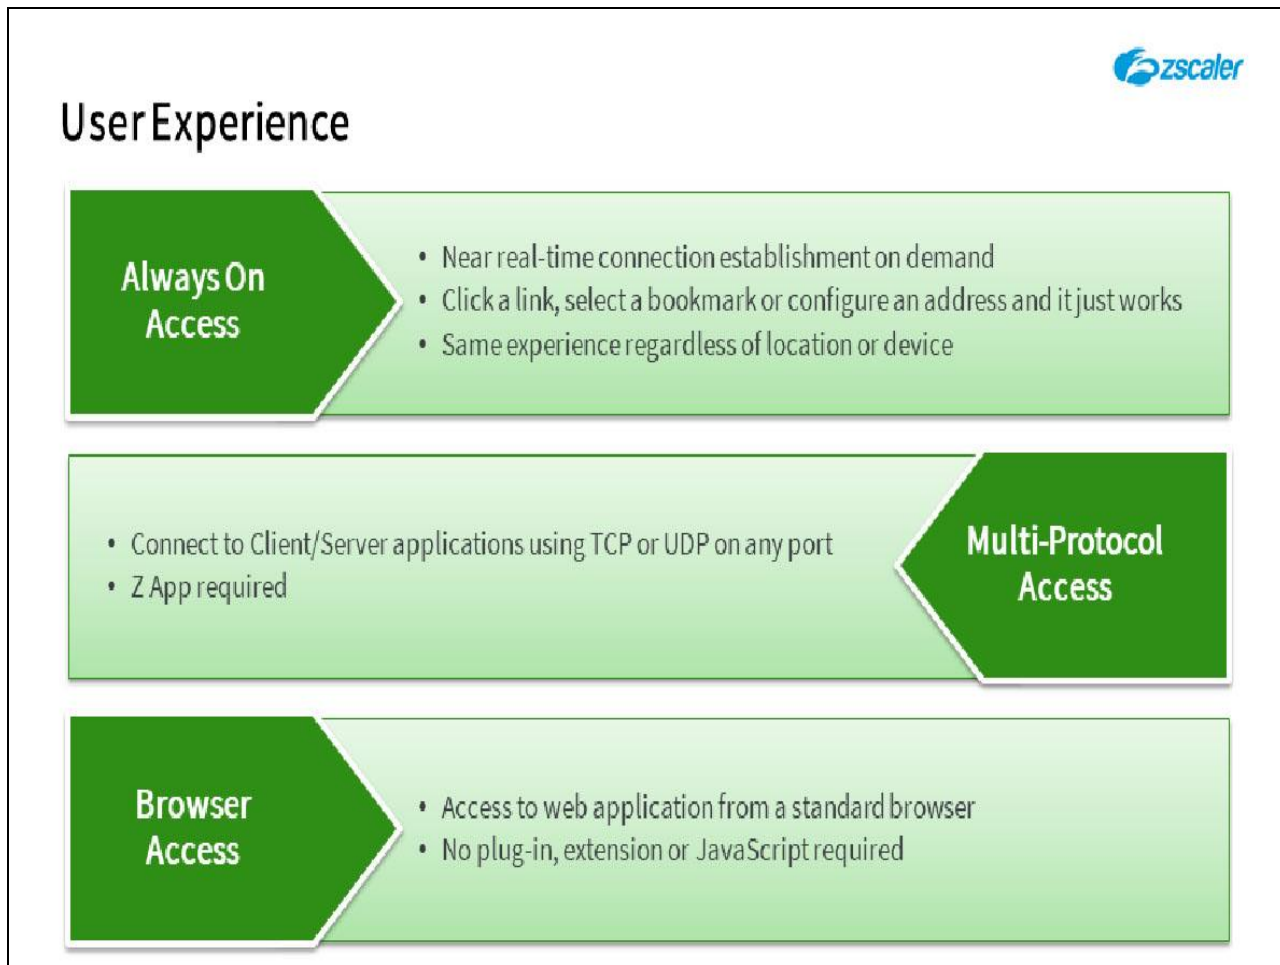 zscaler
User Experience
Always On
Access
• Near real-time connection establishment on demand
• Click a link, select a bookmark or configure an address and it just works
• Same experience regardless of location or device
• Connect to Client/Server applications using TCP or UDP on any port
• Z App required
Multi-Protocol
Access
Browser
Access
• Access to web application from a standard browser
• No plug-in, extension or JavaScript required